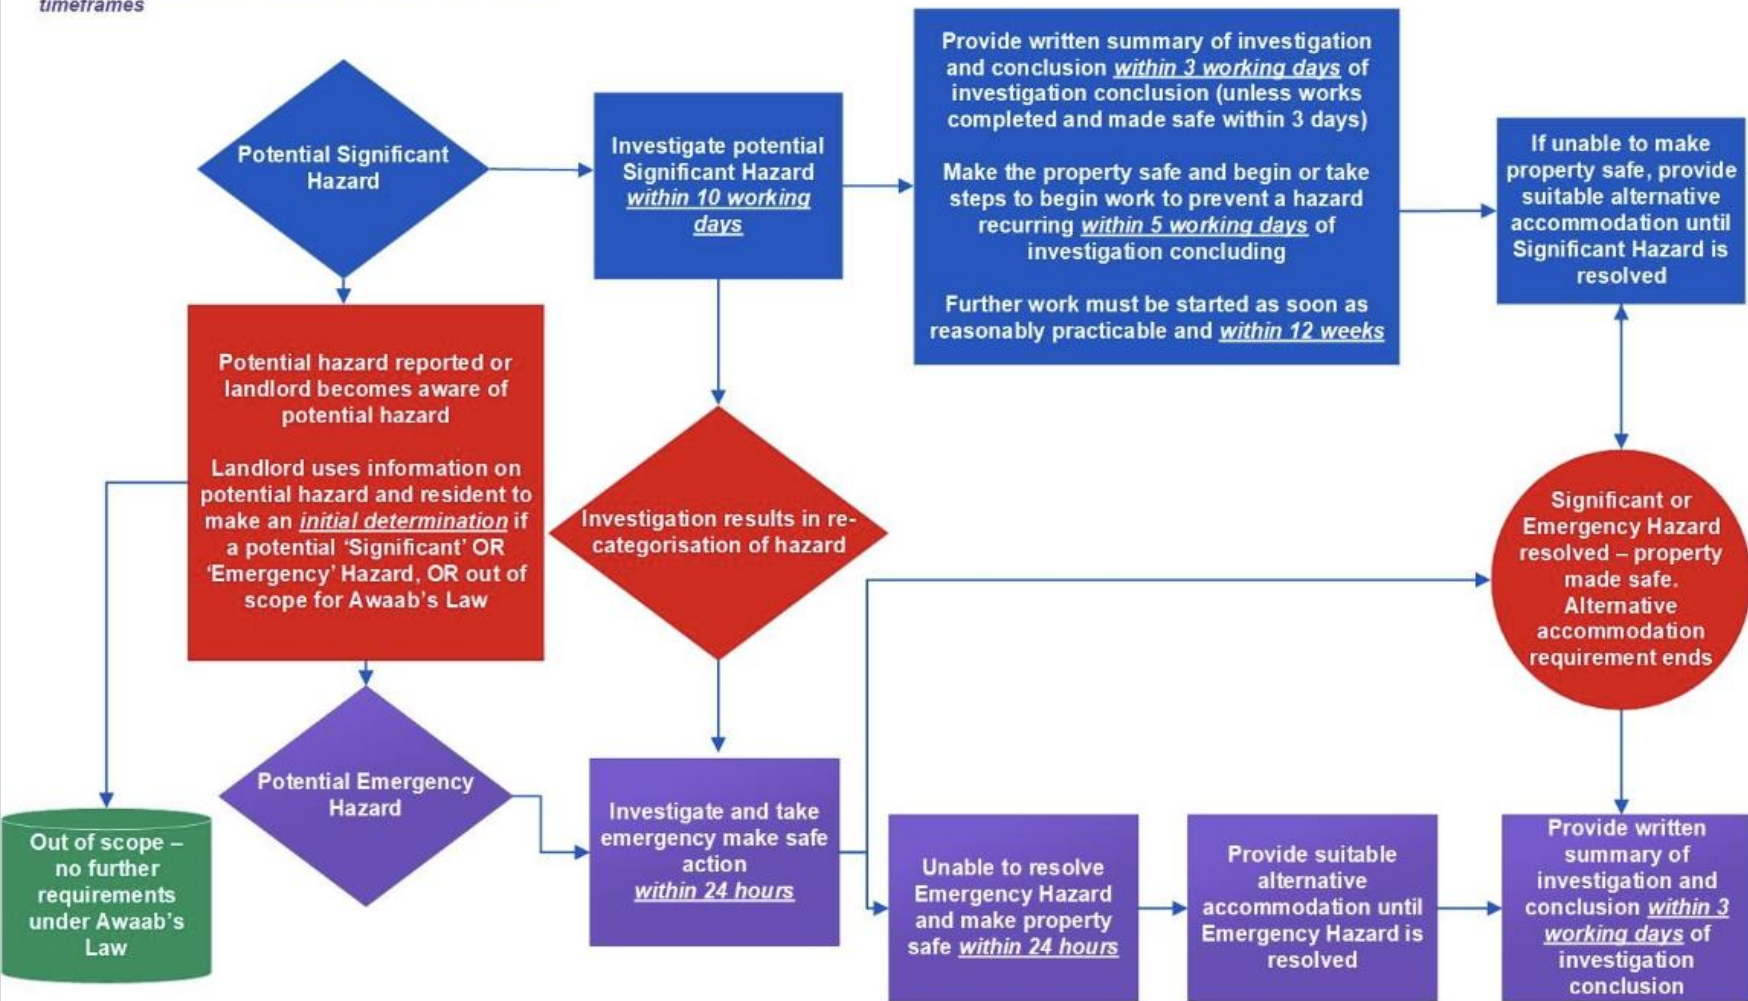 timeframes
Potential Significant
Hazard
Investigate potential
Significant Hazard
within 10 working
days
Provide written summary of investigation
and conclusion within 3 working days of
investigation conclusion (unless works
completed and made safe within 3 days)
Make the property safe and begin or take
steps to begin work to prevent a hazard
recurring within 5 working days of
investigation concluding
Further work must be started as soon as
reasonably practicable and within 12 weeks
If unable to make
property safe, provide
suitable alternative
accommodation until
Significant Hazard is
resolved
Potential hazard reported or
landlord becomes aware of
potential hazard
Landlord uses information on
potential hazard and resident to
make an initial determination if
a potential ‘Significant’ OR
‘Emergency’ Hazard, OR out of
scope for Awaab’s Law
Investigation results in re-
categorisation of hazard
Significant or
Emergency Hazard
resolved – property
made safe.
Alternative
accommodation
requirement ends
Potential Emergency
Hazard
Out of scope –
no further
requirements
under Awaab’s
Law
Investigate and take
emergency make safe
action
within 24 hours
Unable to resolve
Emergency Hazard
and make property
safe within 24 hours
Provide suitable
alternative
accommodation until
Emergency Hazard is
resolved
Provide written
summary of
investigation and
conclusion within 3
working days of
investigation
conclusion